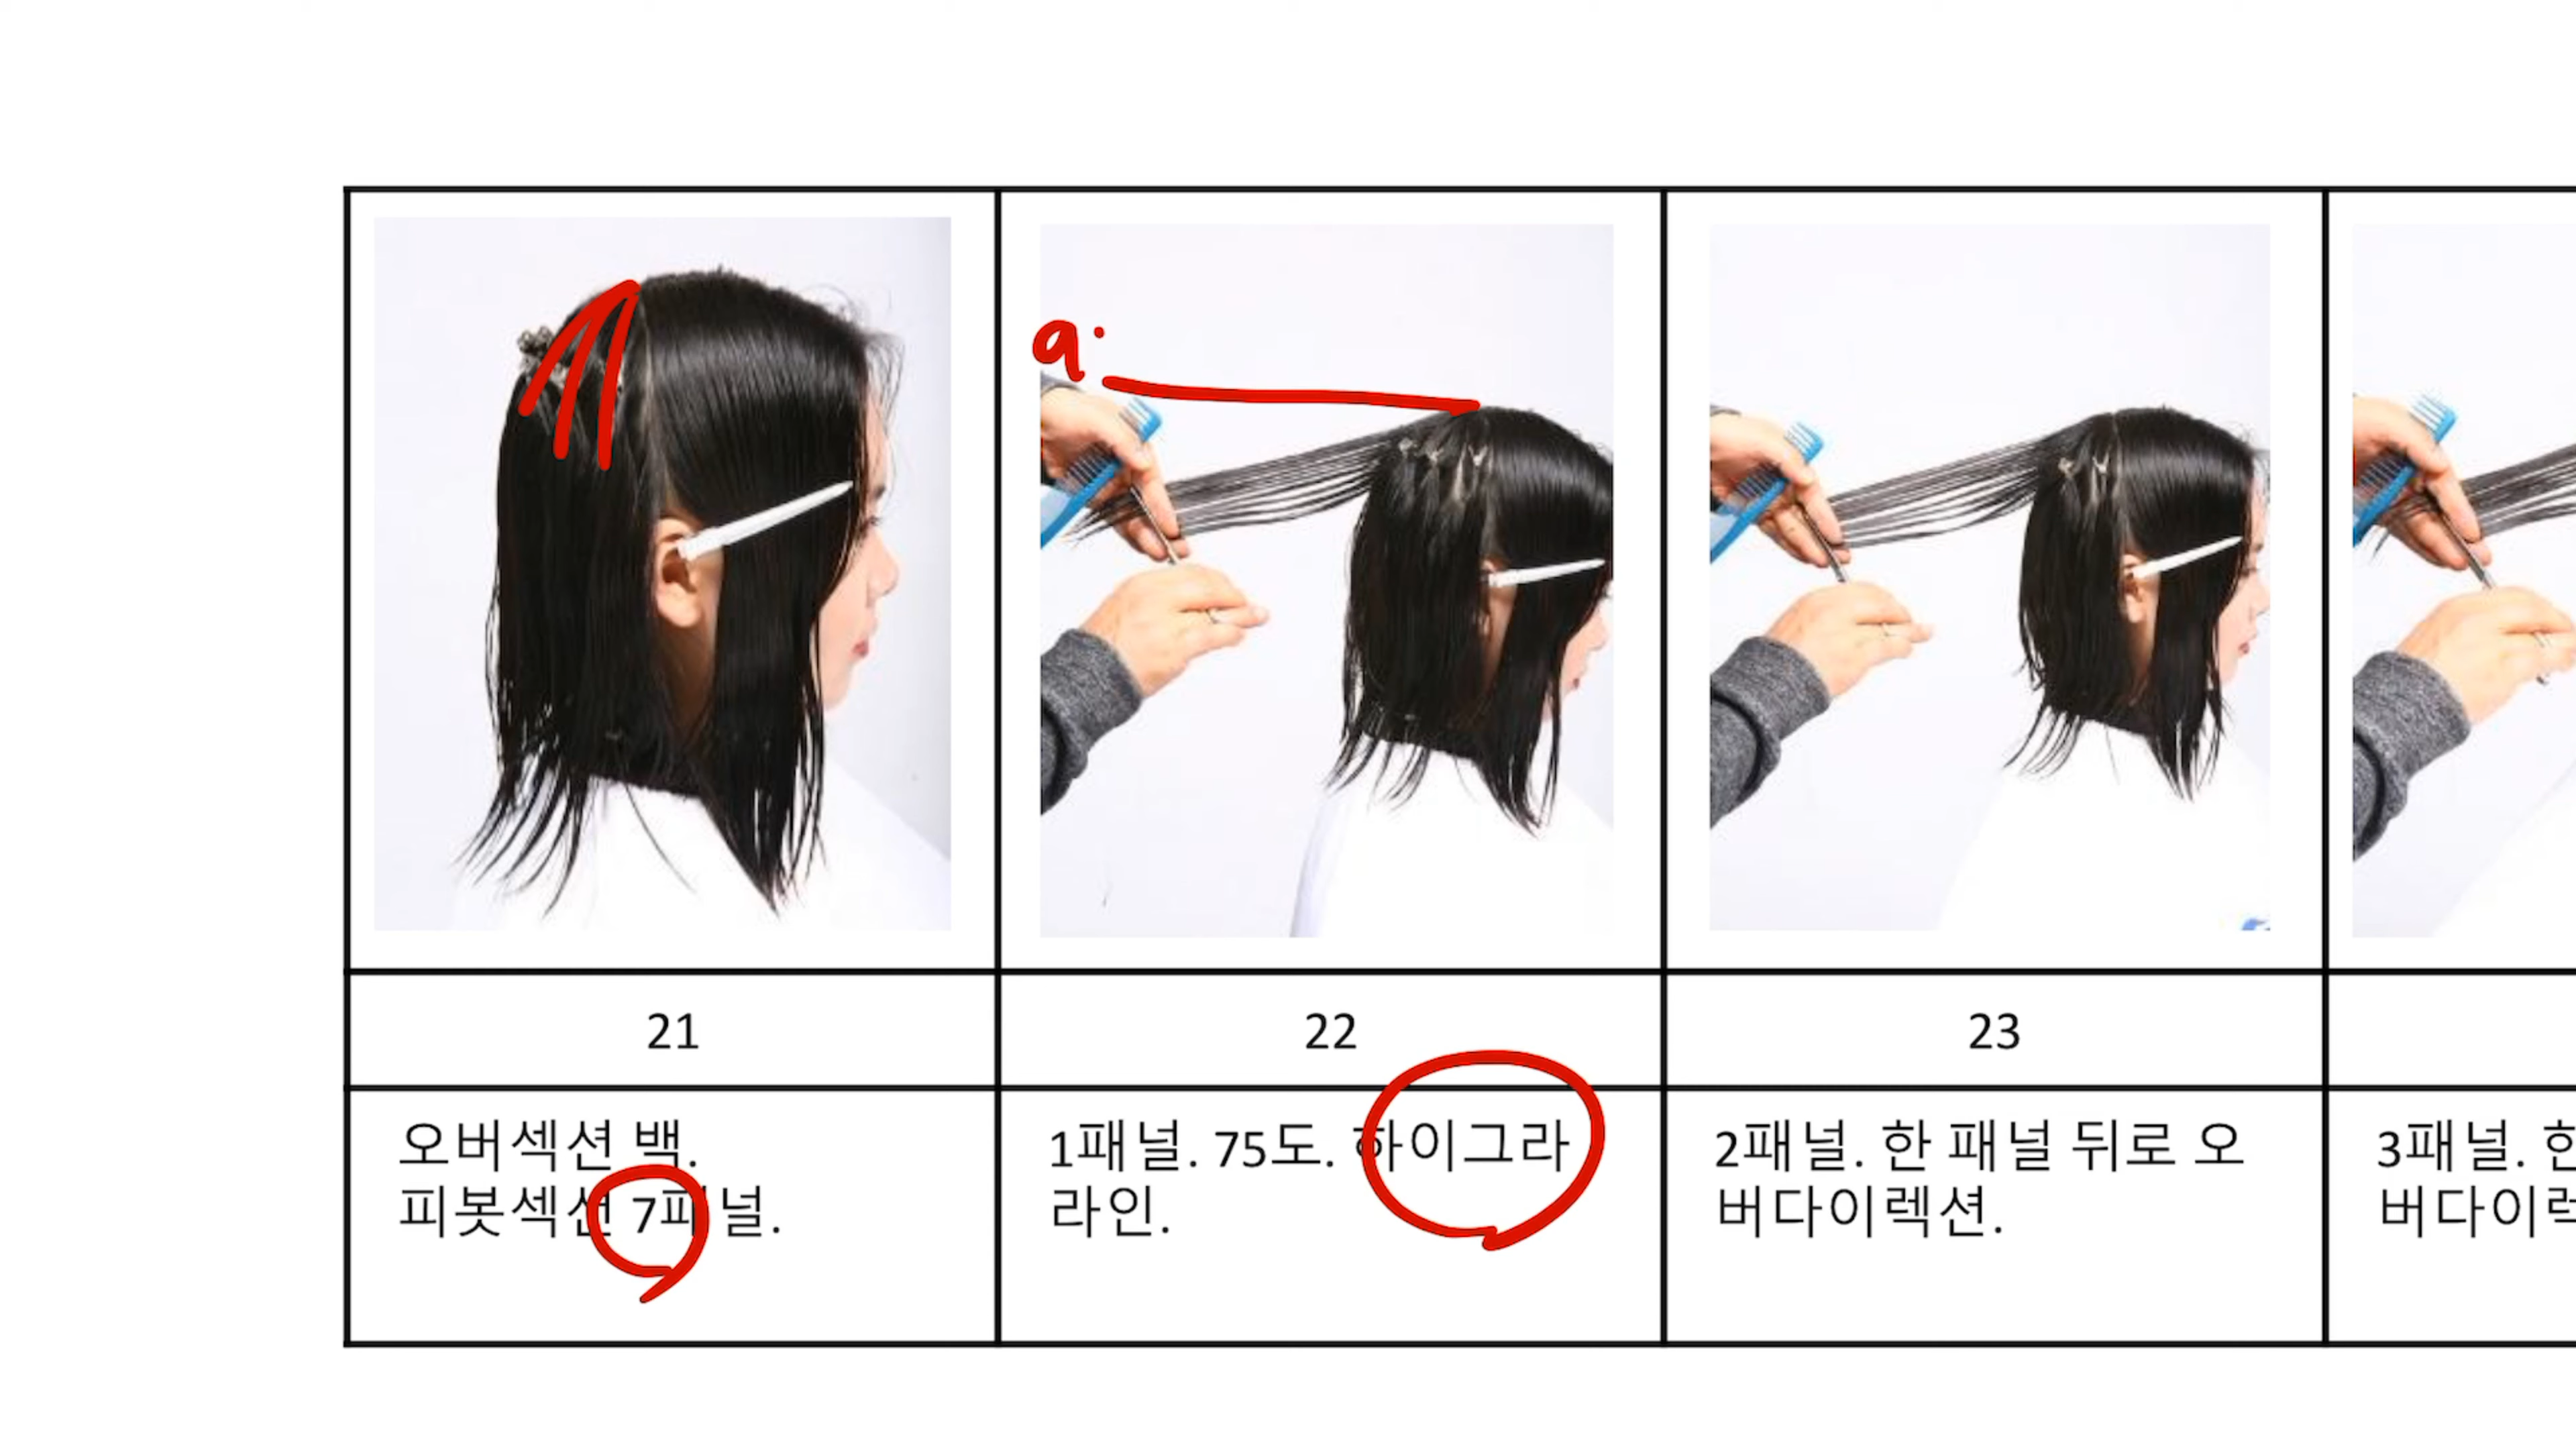 9·
21
22
23
오버섹션 백.
피봇섹션 7패널.
1패널. 75도. 하이그라
라인.
2패널. 한 패널 뒤로 오
버다이렉션.
3패널.
버다이